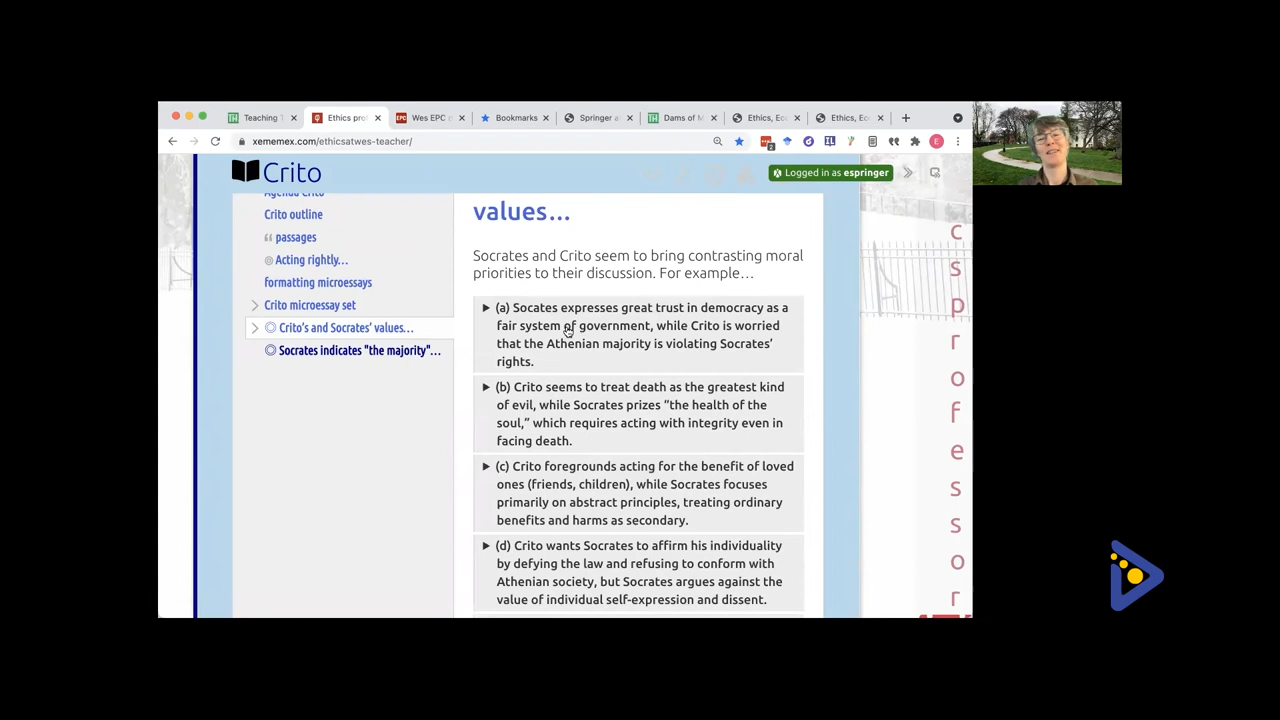 Teaching T
Ethics prof
Wes EPC p
Bookmarks
Springer a
Dams of M
Ethics, Eco
Ethics, Eco
xememex.com/ethicsatwes-teacher/
Crito
Logged in as espringer
Agenda Crito
Crito outline
passages
Acting rightly...
formatting microessays
Crito microessay set
Crito's and Socrates' values...
Socrates indicates "the majority"...
values...
Socrates and Crito seem to bring contrasting moral
priorities to their discussion. For example...
(a) Socates expresses great trust in democracy as a
fair system of government, while Crito is worried
that the Athenian majority is violating Socrates'
rights.
(b) Crito seems to treat death as the greatest kind
of evil, while Socrates prizes “the health of the
soul,” which requires acting with integrity even in
facing death.
(c) Crito foregrounds acting for the benefit of loved
ones (friends, children), while Socrates focuses
primarily on abstract principles, treating ordinary
benefits and harms as secondary.
(d) Crito wants Socrates to affirm his individuality
by defying the law and refusing to conform with
Athenian society, but Socrates argues against the
value of individual self-expression and dissent.
c
s
p
r
o
f
e
s
s
o
r